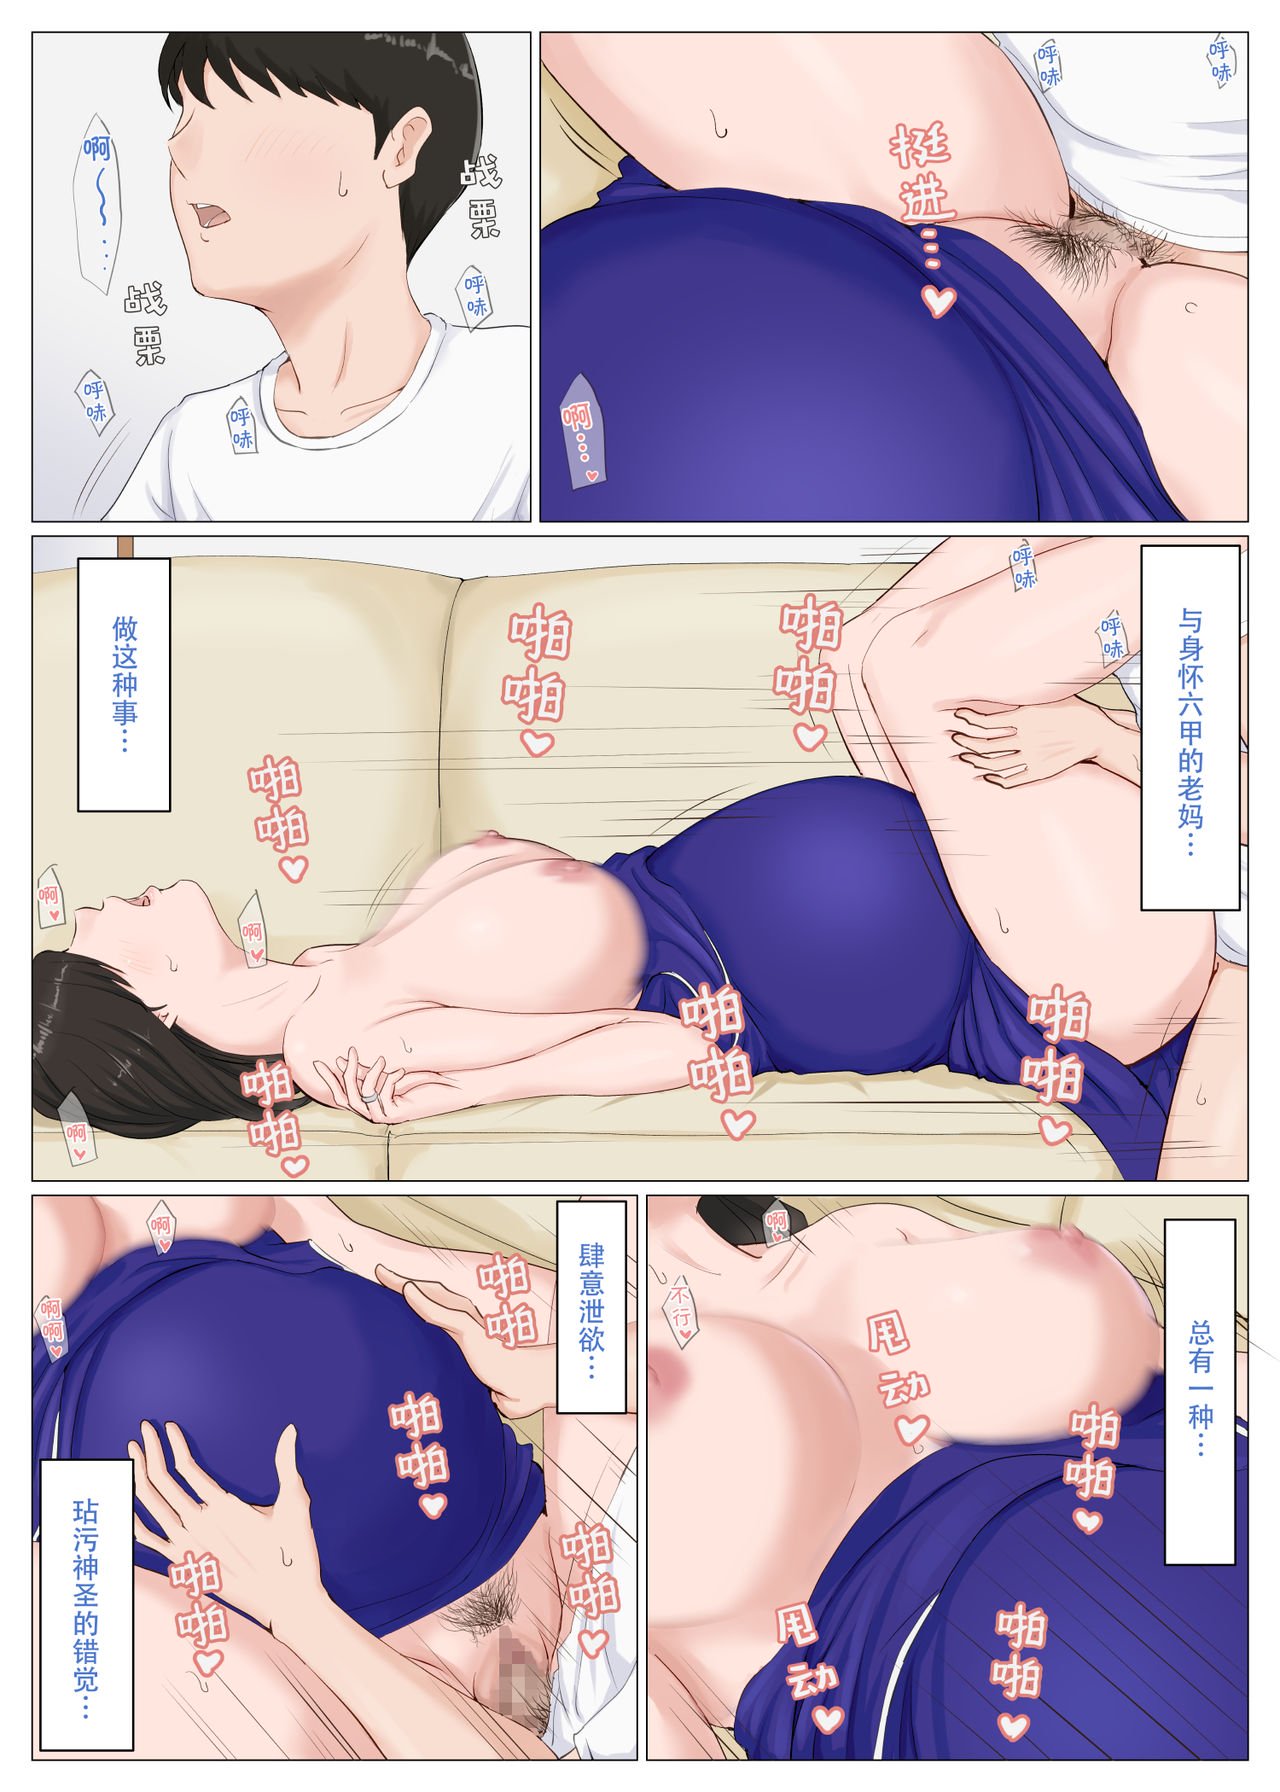 呼哧
呼哧
挺进……♥
啊……♥
战栗
啊～····
呼哧
战栗
呼哧
呼哧
与身怀六甲的老妈…
呼哧
呼哧
啪啪♥
啪啪♥
啪啪♥
做这种事…
啊♥
啊♥
啪啪♥
啪啪♥
啪啪♥
啊♥
总有一种…
啊♥
不行♥
甩动♥
啪啪♥
啪啪♥
甩动♥
肆意泄欲…
啊♥
啪啪
啊啊♥
啪啪♥
啪啪♥
啪啪♥
玷污神圣的错觉…